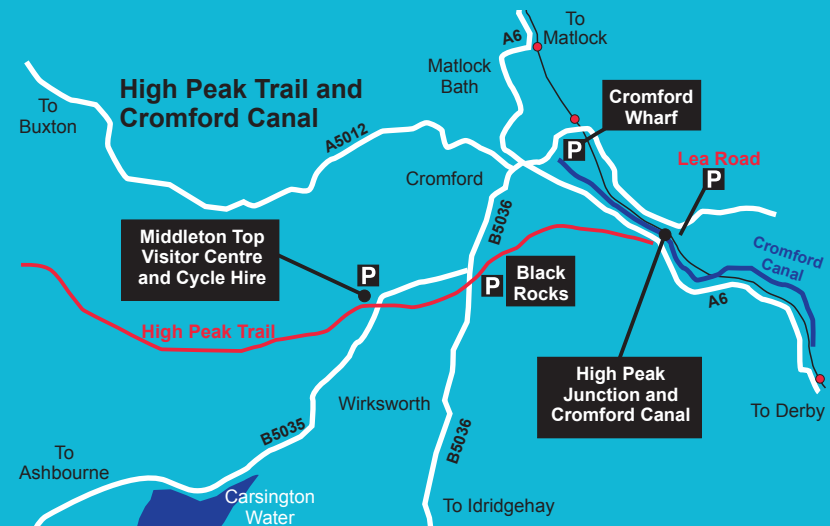 High Peak Trail and
Cromford Canal
To
Buxton
A5012
A6
To
Matlock
Matlock
Bath
Cromford
Wharf
P
Lea Road
P
Cromford
B5036
Middleton Top
Visitor Centre
and Cycle Hire
P
P
Black
Rocks
Cromford
Canal
A6
High Peak Trail
High Peak
Junction and
Cromford Canal
To Derby
Wirksworth
B5035
B5036
To
Ashbourne
Carsington
Water
To Idridgehay